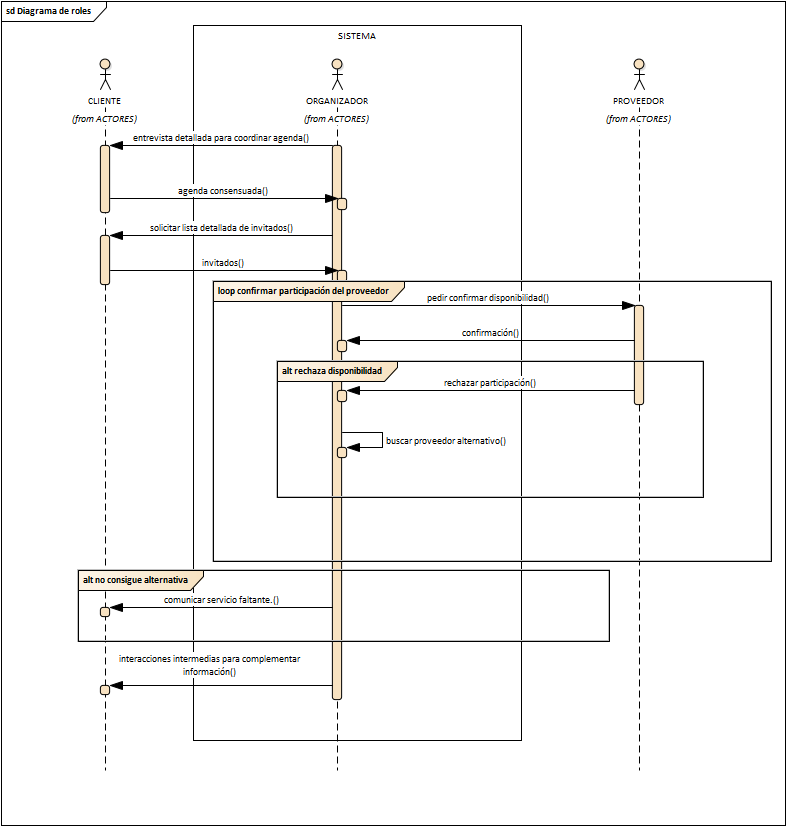 sd Diagrama de roles
SISTEMA
CLIENTE
(from ACTORES)
ORGANIZADOR
(from ACTORES)
PROVEEDOR
(from ACTORES)
entrevista detallada para coordinar agenda()
agenda consensuada()
solicitar lista detallada de invitados()
invitados()
loop confirmar participación del proveedor
pedir confirmar disponibilidad()
confirmación()
alt rechaza disponibilidad
rechazar participación()
buscar proveedor alternativo()
alt no consigue alternativa
comunicar servicio faltante.()
interacciones intermedias para complementar
información()